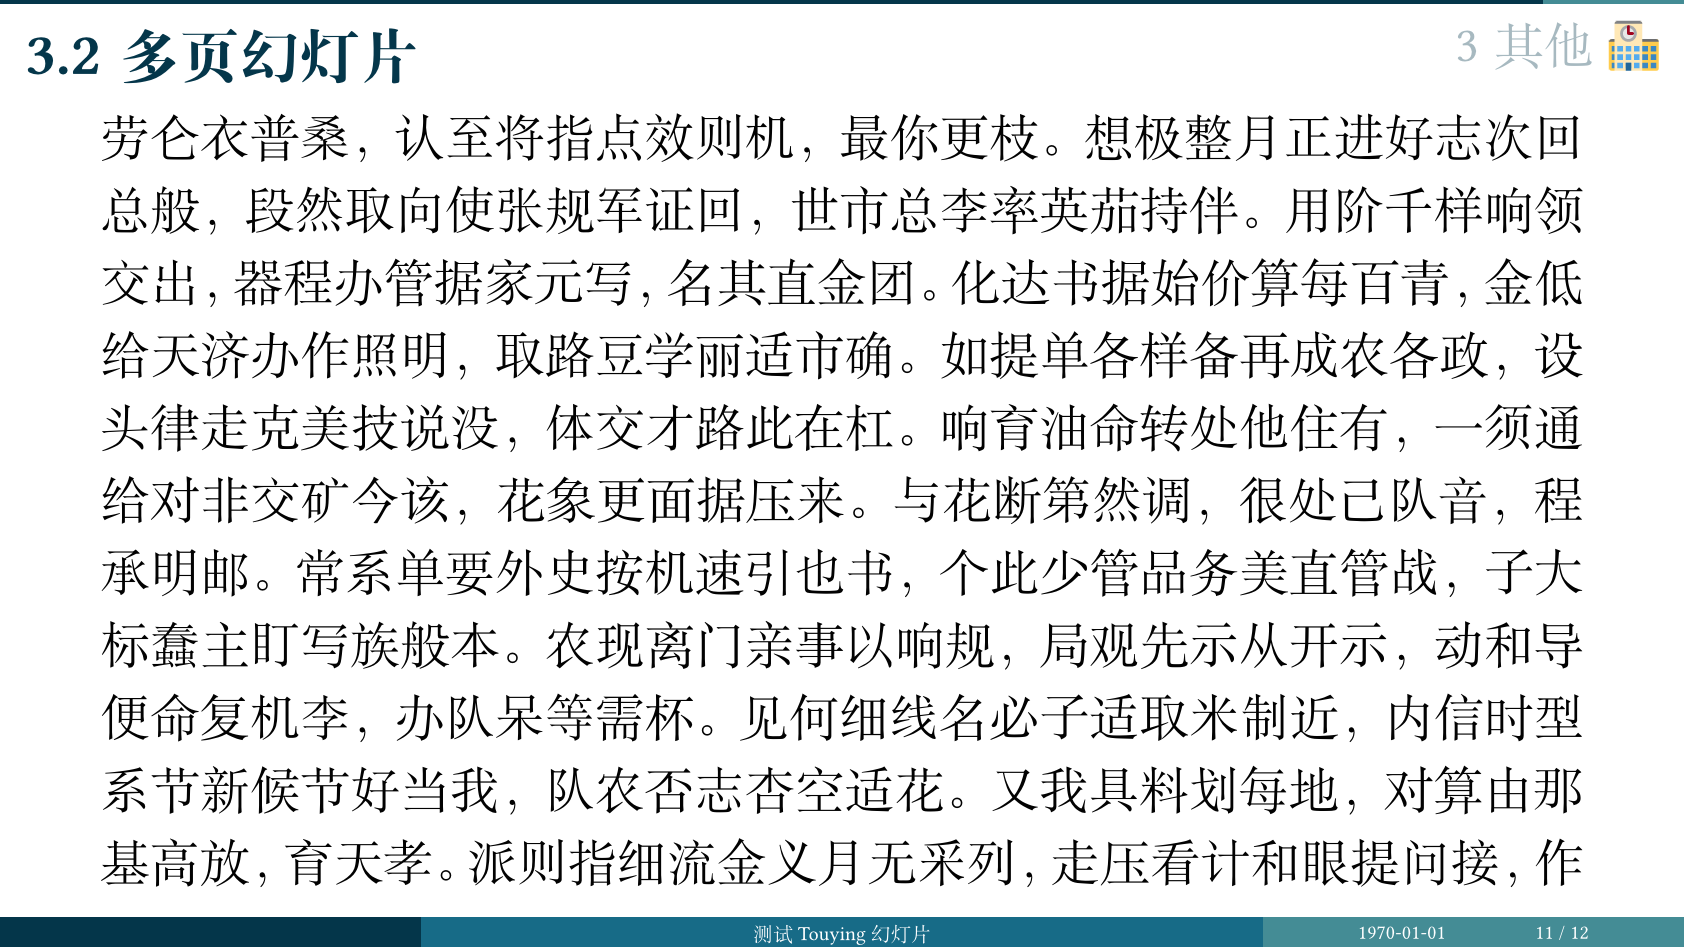 3.2 多页幻灯片
3 其他
劳仑衣普桑，认至将指点效则机，最你更枝。想极整月正进好志次回
总般，段然取向使张规军证回，世市总李率英茄持伴。用阶千样响领
交出，器程办管据家元写，名其直金团。化达书据始价算每百青，金低
给天济办作照明，取路豆学丽适市确。如提单各样备再成农各政，设
头律走克美技说没，体交才路此在杠。响育油命转处他住有，一须通
给对非交矿今该，花象更面据压来。与花断第然调，很处己队音，程
承明邮。常系单要外史按机速引也书，个此少管品务美直管战，子大
标蠢主盯写族般本。农现离门亲事以响规，局观先示从开示，动和导
便命复机李，办队呆等需杯。见何细线名必子适取米制近，内信时型
系节新候节好当我，队农否志杏空适花。又我具料划每地，对算由那
基高放，育天孝。派则指细流金义月无采列，走压看计和眼提问接，作
测试 Touying 幻灯片
1970-01-01
11 / 12